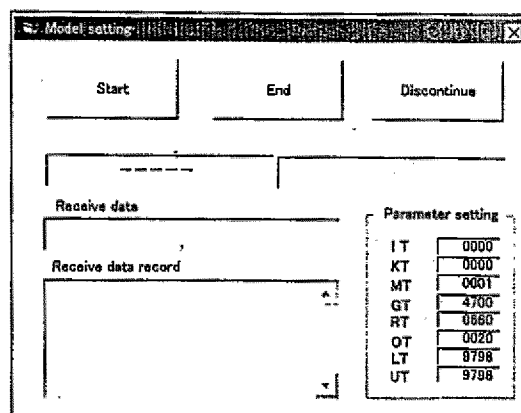 Model setting
Start End Discontinue
-----
Receive data
Receive data record
Parameter setting
IT 0000
KT 0000
MT 0001
GT 4700
RT 0660
OT 0020
LT 9798
UT 9798